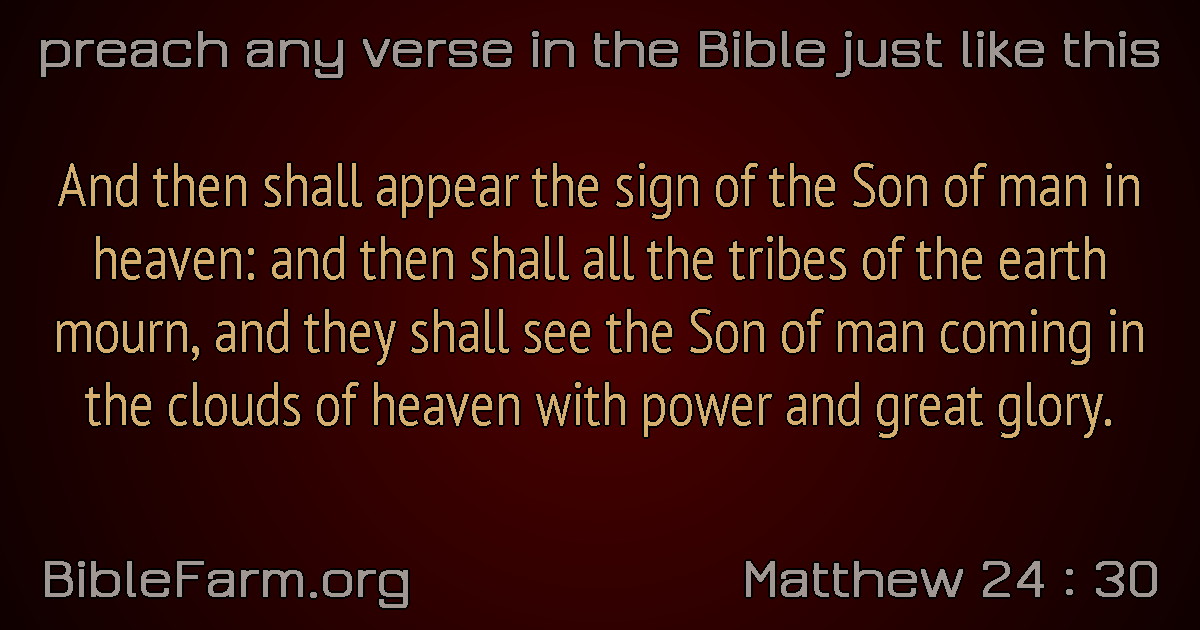 preach any verse in the Bible just like this
And then shall appear the sign of the Son of man in
heaven: and then shall all the tribes of the earth
mourn, and they shall see the Son of man coming in
the clouds of heaven with power and great glory.
BibleFarm.org
Matthew 24 : 30